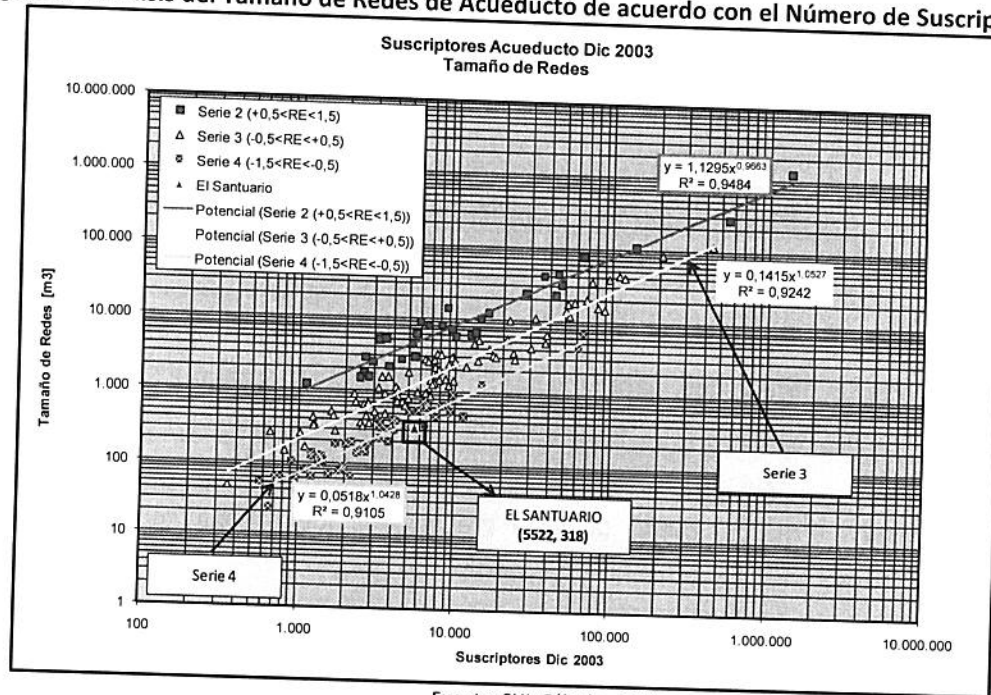 del Tamaño de Redes de Acueducto de acuerdo con el Número de Suscrip
Suscriptores Acueducto Dic 2003
Tamaño de Redes
10.000.000
1.000.000
100.000
10.000
1.000
100
10
1
Tamaño de Redes [m3]
Serie 2 (+0,5<RE<1,5)
Serie 3 (-0,5<RE<+0,5)
Serie 4 (-1,5<RE<-0,5)
El Santuario
Potencial (Serie 2 (+0,5<RE<1,5))
Potencial (Serie 3 (-0,5<RE<+0,5))
Potencial (Serie 4 (-1,5<RE<-0,5))
y = 1,1295x^0,9663
R² = 0,9484
y = 0,1415x^1,0527
R² = 0,9242
Serie 3
y = 0,0518x^1,0428
R² = 0,9105
EL SANTUARIO
(5522, 318)
Serie 4
100
1.000
10.000
100.000
1.000.000
10.000.000
Suscriptores Dic 2003